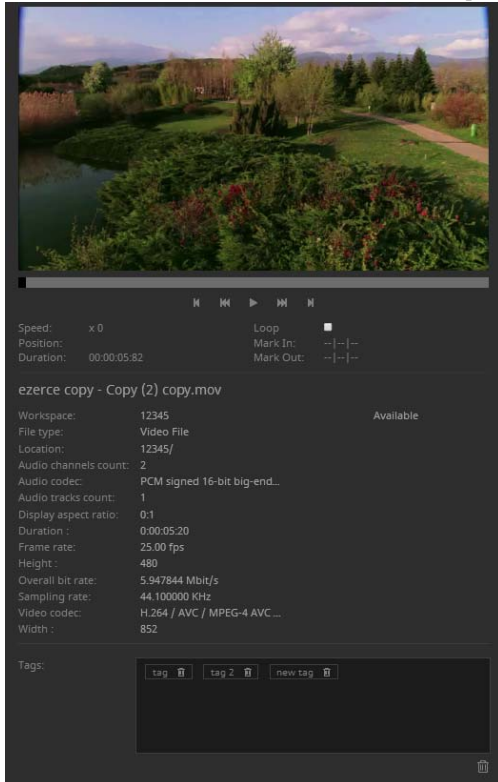 Speed: x 0 Loop
Position: Mark In: --|--|--
Duration: 00:00:05:82 Mark Out: --|--|--
ezerce copy - Copy (2) copy.mov
Workspace: 12345 Available
File type: Video File
Location: 12345/
Audio channels count: 2
Audio codec: PCM signed 16-bit big-end...
Audio tracks count: 1
Display aspect ratio: 0:1
Duration : 0:00:05:20
Frame rate: 25.00 fps
Height : 480
Overall bit rate: 5.947844 Mbit/s
Sampling rate: 44.100000 KHz
Video codec: H.264 / AVC / MPEG-4 AVC ...
Width : 852
Tags: tag tag 2 new tag